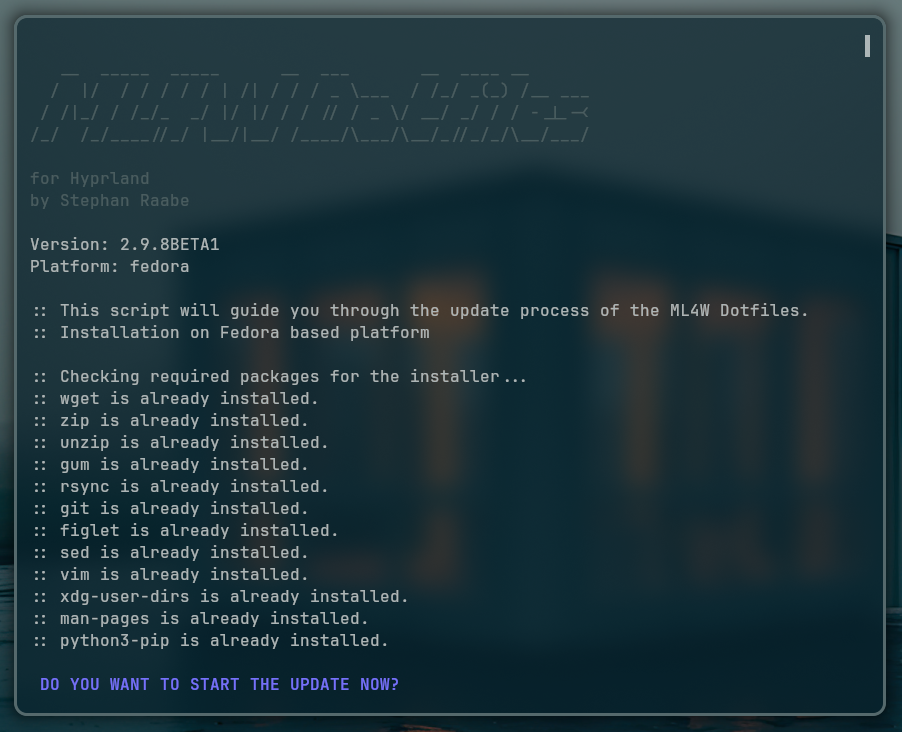 ML4W Dotfiles
for Hyprland
by Stephan Raabe
Version: 2.9.8BETA1
Platform: fedora
:: This script will guide you through the update process of the ML4W Dotfiles.
:: Installation on Fedora based platform
:: Checking required packages for the installer...
:: wget is already installed.
:: zip is already installed.
:: unzip is already installed.
:: gum is already installed.
:: rsync is already installed.
:: git is already installed.
:: figlet is already installed.
:: sed is already installed.
:: vim is already installed.
:: xdg-user-dirs is already installed.
:: man-pages is already installed.
:: python3-pip is already installed.
DO YOU WANT TO START THE UPDATE NOW?